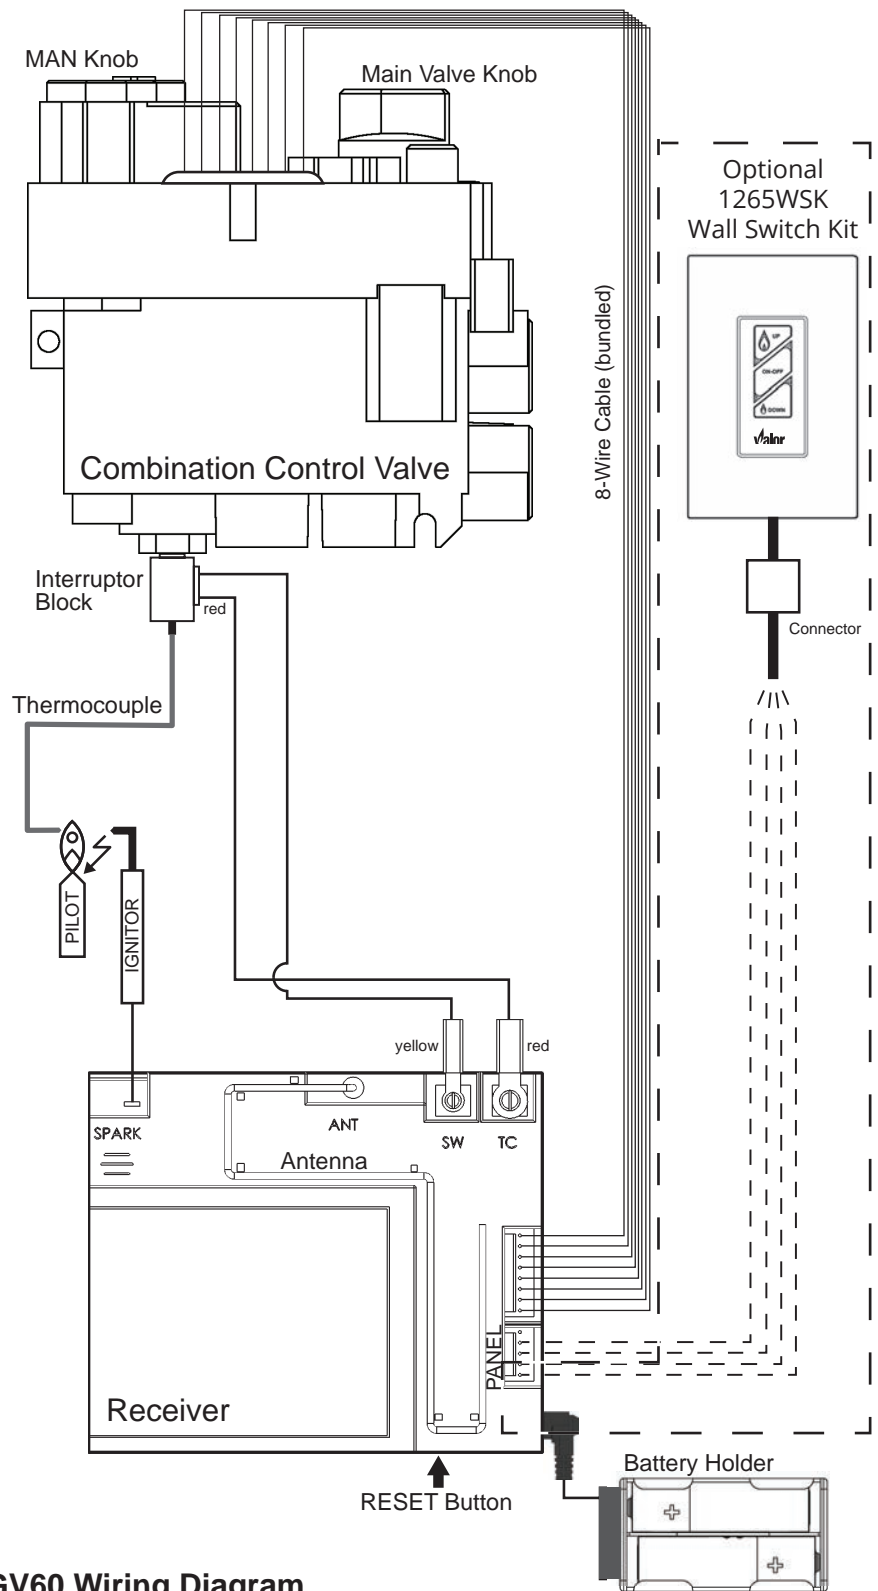 MAN Knob
Main Valve Knob
Optional
1265WSK
Wall Switch Kit
UP
ON-OFF
DOWN
Valor
8-Wire Cable (bundled)
Combination Control Valve
Interruptor
Block
red
Connector
Thermocouple
PILOT
IGNITOR
yellow
red
SPARK
ANT
SW
TC
Antenna
PANEL
Receiver
RESET Button
Battery Holder
+
+
GV60 Wiring Diagram